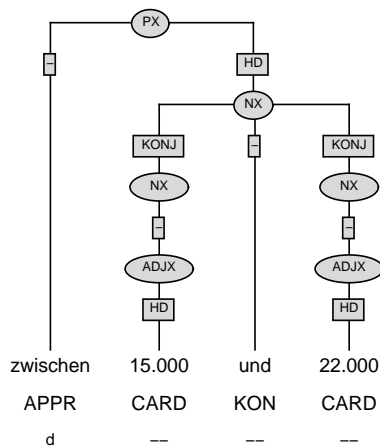 PX
– HD
NX
KONJ – KONJ
NX NX
– –
ADJX ADJX
HD HD
zwischen 15.000 und 22.000
APPR CARD KON CARD
d −− −− −−